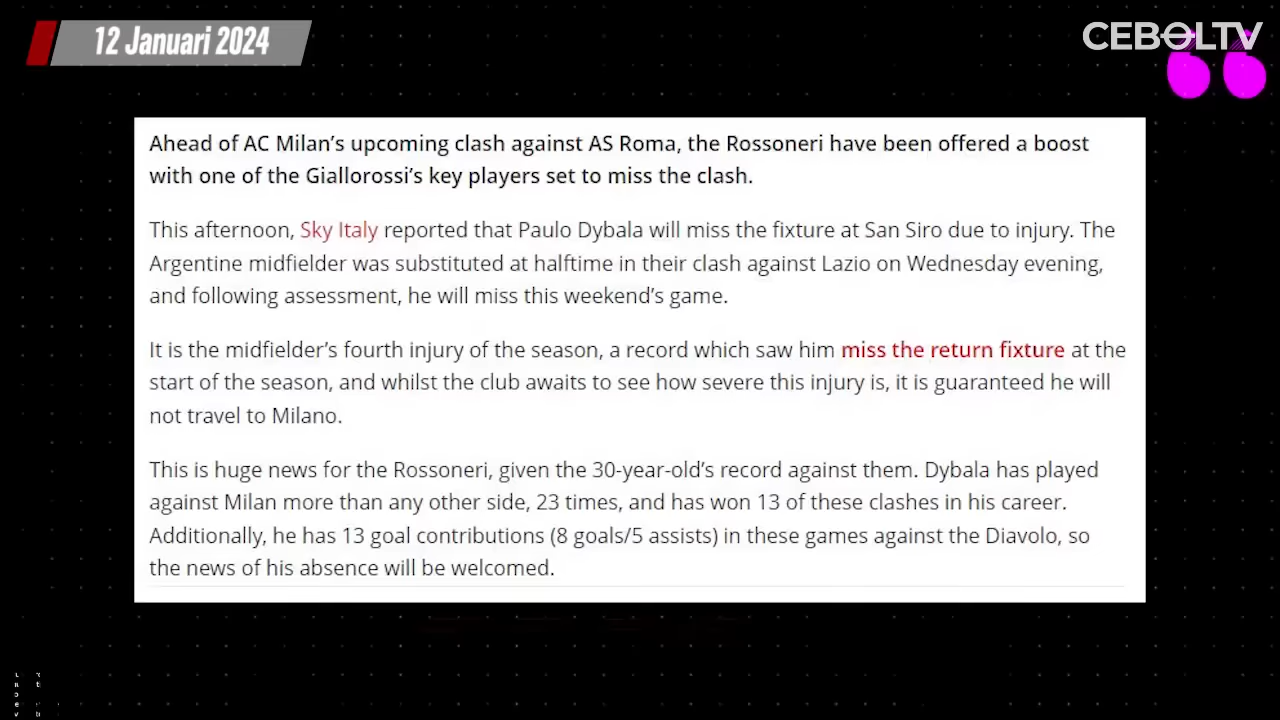 12 Januari 2024
CEBOLTV
Ahead of AC Milan's upcoming clash against AS Roma, the Rossoneri have been offered a boost
with one of the Giallorossi's key players set to miss the clash.
This afternoon, Sky Italy reported that Paulo Dybala will miss the fixture at San Siro due to injury. The
Argentine midfielder was substituted at halftime in their clash against Lazio on Wednesday evening,
and following assessment, he will miss this weekend's game.
It is the midfielder's fourth injury of the season, a record which saw him miss the return fixture at the
start of the season, and whilst the club awaits to see how severe this injury is, it is guaranteed he will
not travel to Milano.
This is huge news for the Rossoneri, given the 30-year-old's record against them. Dybala has played
against Milan more than any other side, 23 times, and has won 13 of these clashes in his career.
Additionally, he has 13 goal contributions (8 goals/5 assists) in these games against the Diavolo, so
the news of his absence will be welcomed.